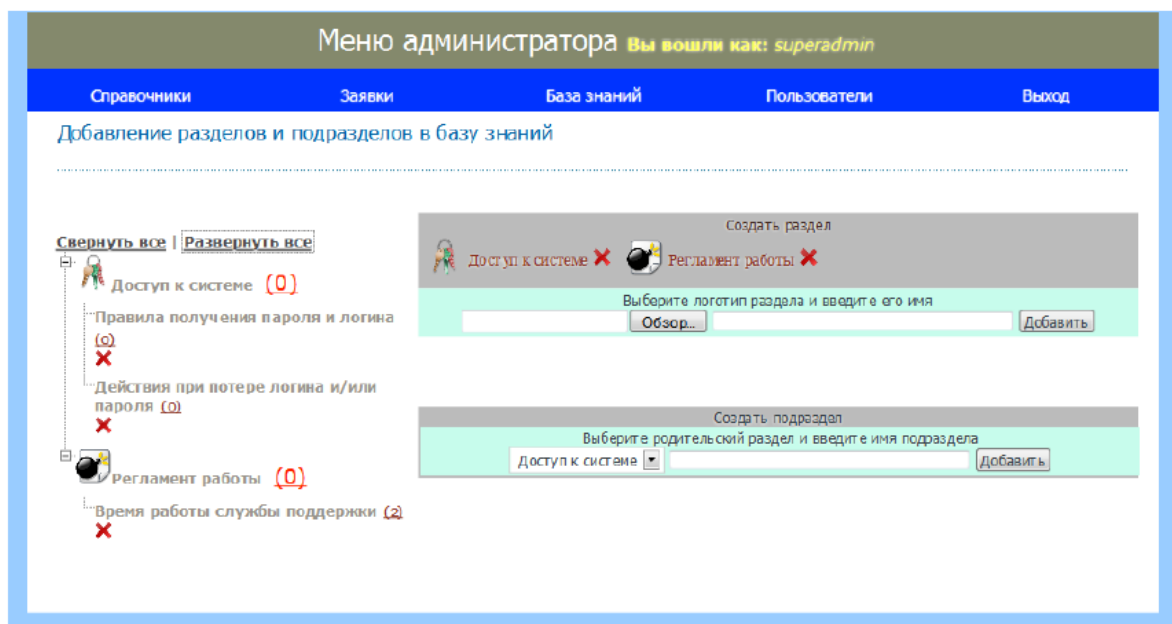 Меню администратора Вы вошли как: superadmin
Справочники Заявки База знаний Пользователи Выход
Добавление разделов и подразделов в базу знаний
Свернуть все | Развернуть все
Доступ к системе (0)
Правила получения пароля и логина
(0)
Действия при потере логина и/или
пароля (0)
Регламент работы (0)
Время работы службы поддержки (2)
Создать раздел
Доступ к системе Регламент работы
Выберите логотип раздела и введите его имя
Обзор... Добавить
Создать подраздел
Выберите родительский раздел и введите имя подраздела
Доступ к системе Добавить